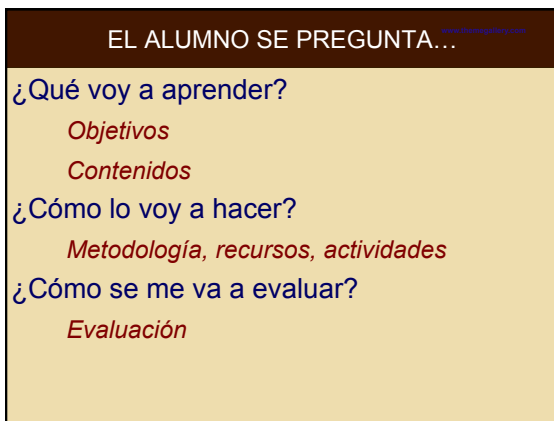 EL ALUMNO SE PREGUNTA…
¿Qué voy a aprender?
Objetivos
Contenidos
¿Cómo lo voy a hacer?
Metodología, recursos, actividades
¿Cómo se me va a evaluar?
Evaluación